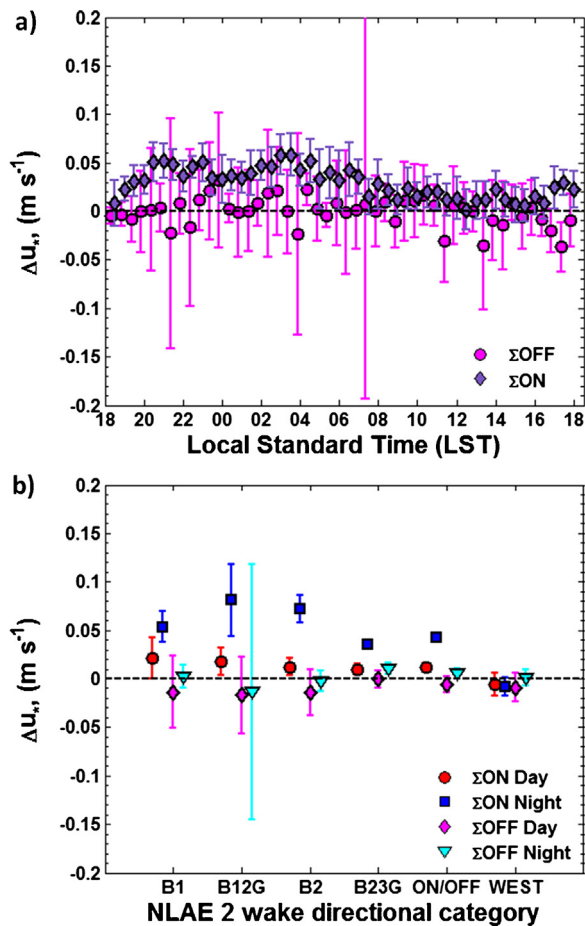 a)
0.2
0.15
0.1
0.05
0
-0.05
-0.1
-0.15
-0.2
Δu*, (m s-1)
ΣOFF
ΣON
18 20 22 00 02 04 06 08 10 12 14 16 18
Local Standard Time (LST)
b)
0.2
0.15
0.1
0.05
0
-0.05
-0.1
-0.15
-0.2
Δu*, (m s-1)
ΣON Day
ΣON Night
ΣOFF Day
ΣOFF Night
B1 B12G B2 B23G ON/OFF WEST
NLAE 2 wake directional category